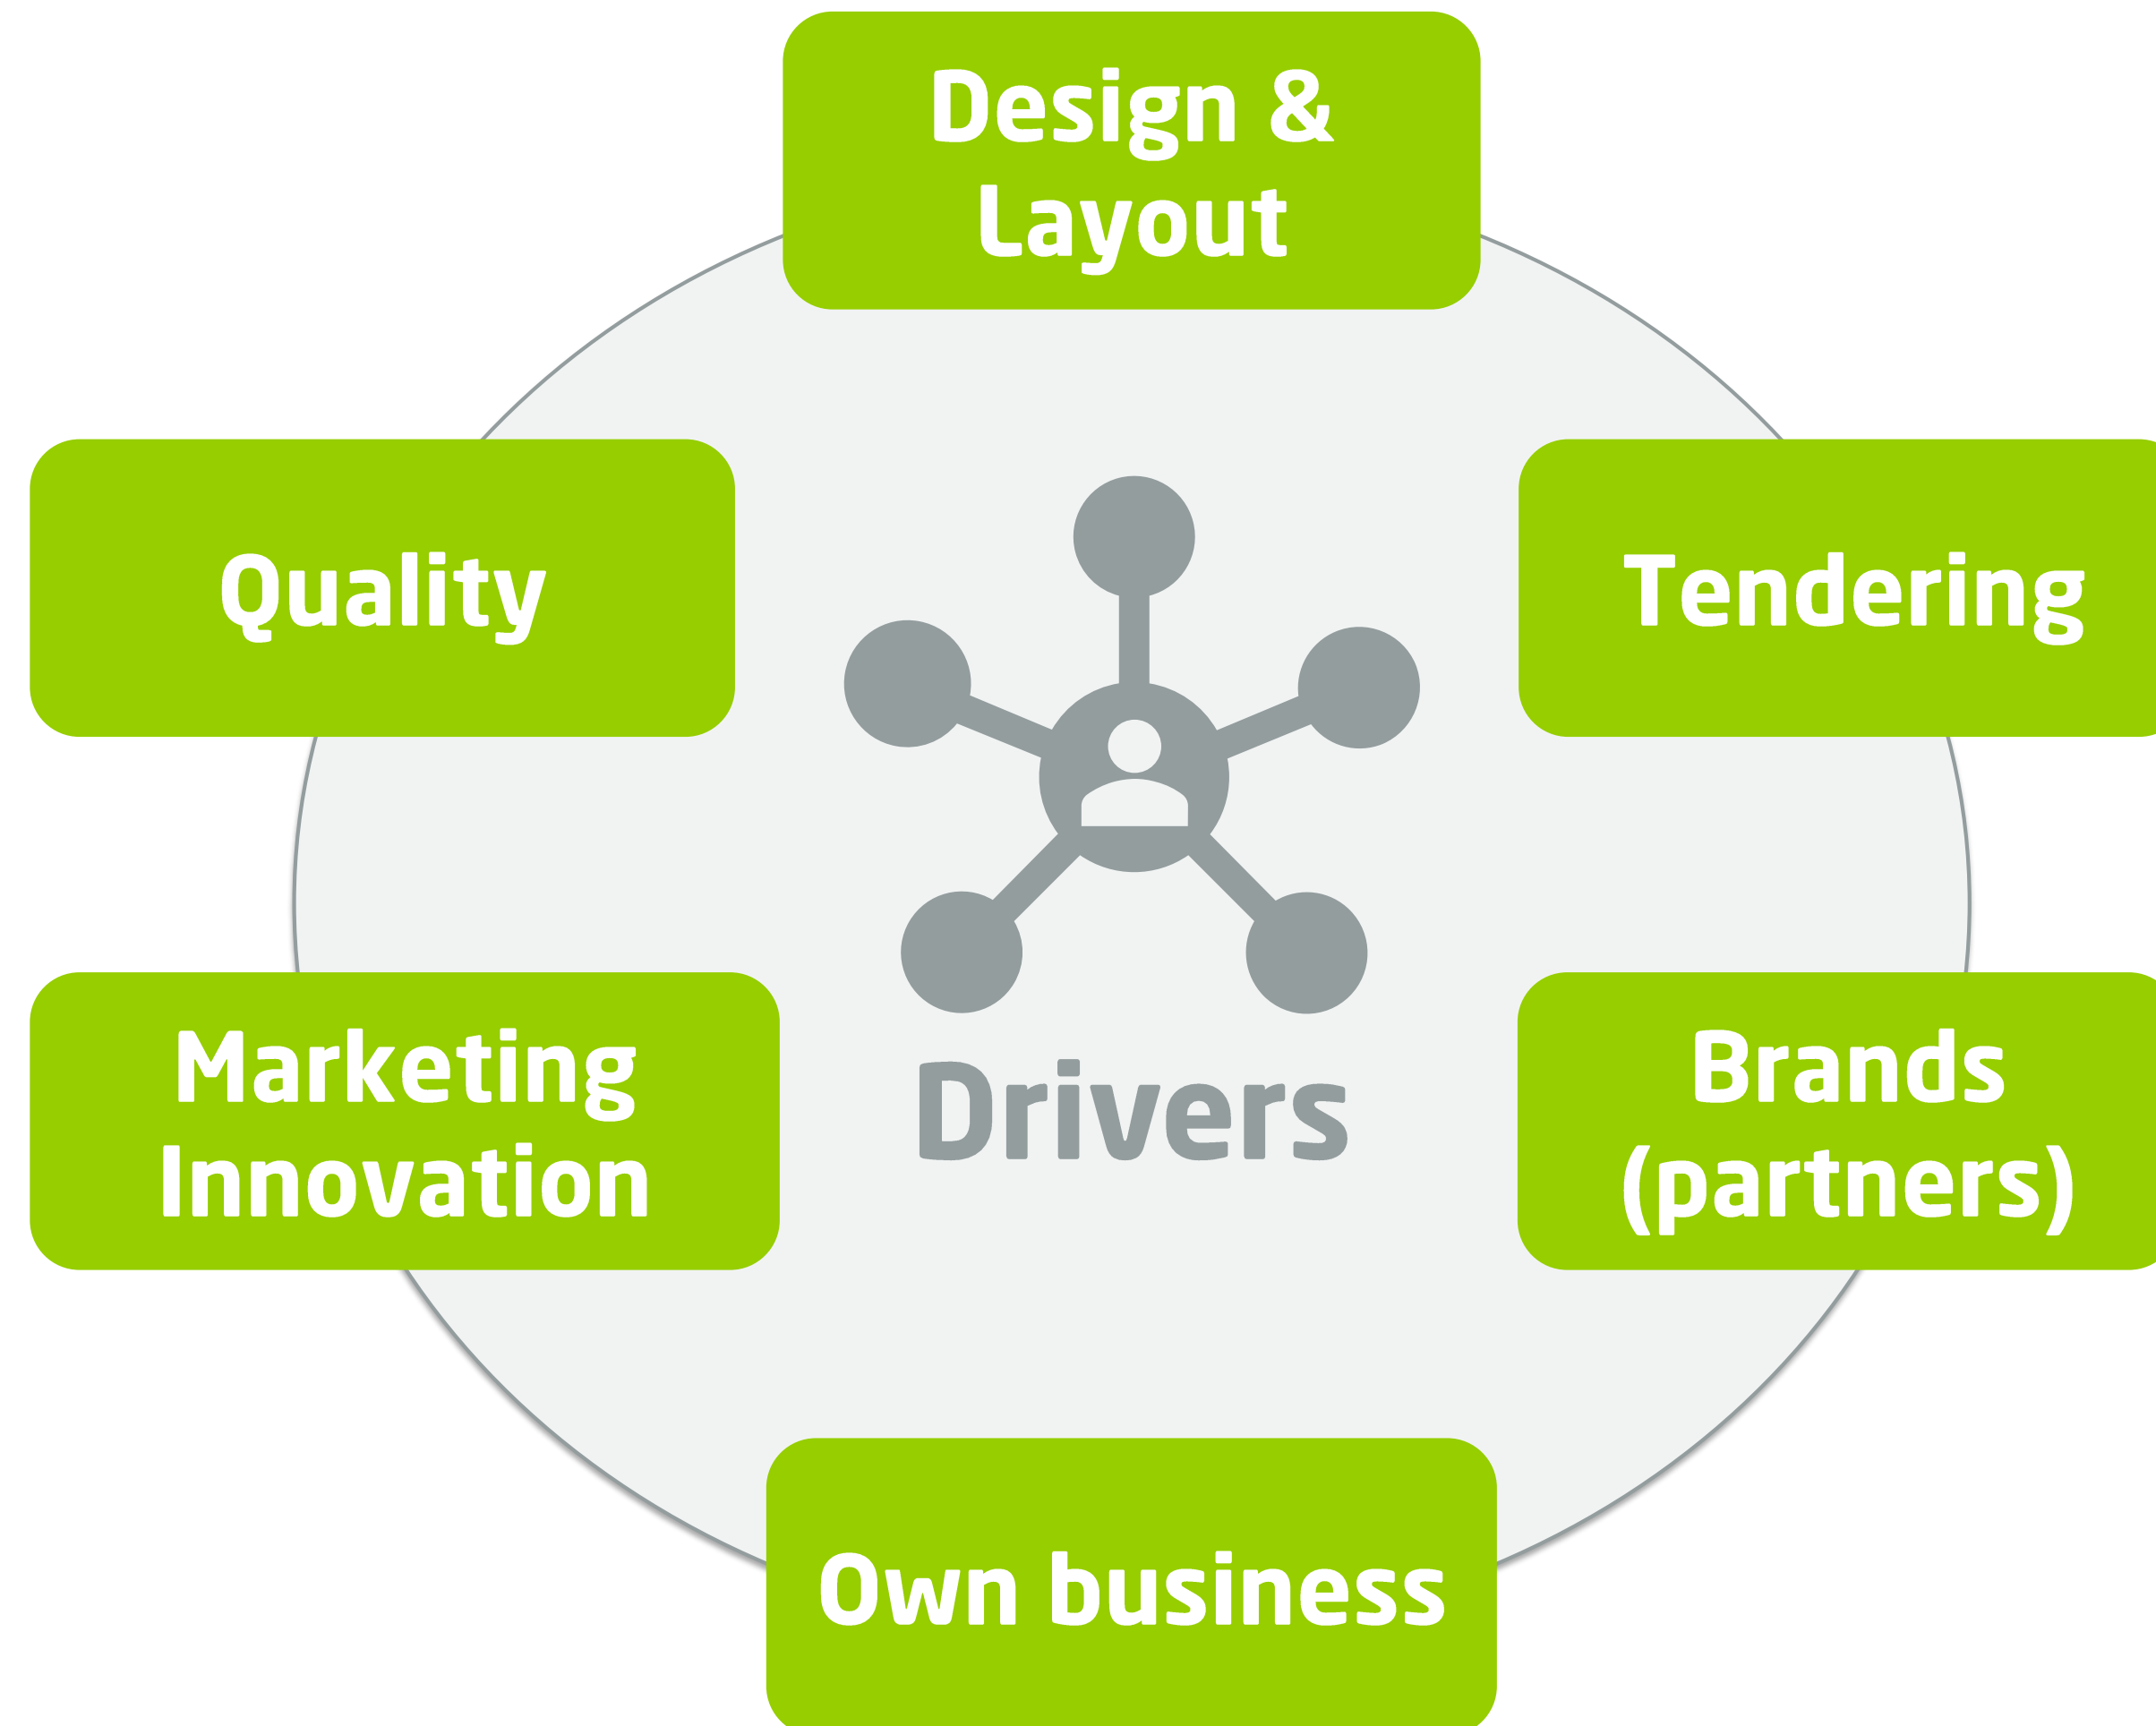 Design &
Layout
Quality
Tendering
Marketing
Innovation
Drivers
Brands
(partners)
Own business